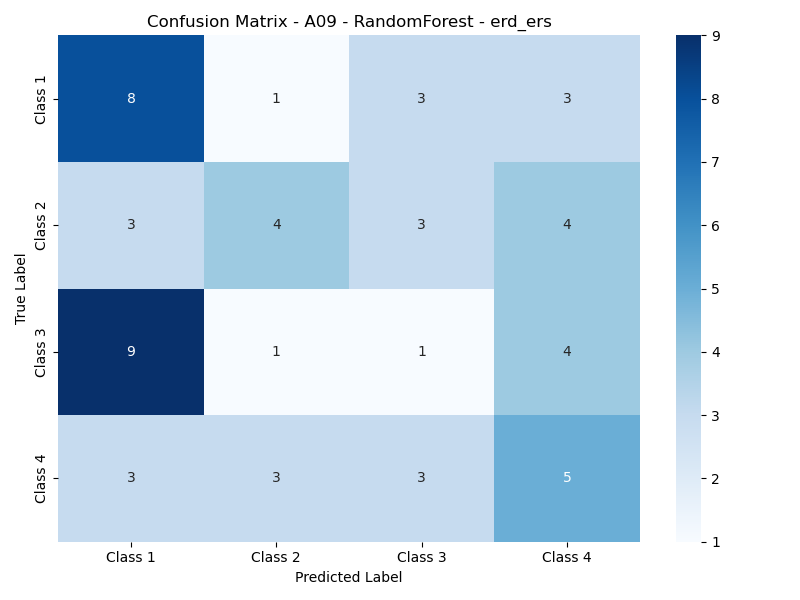 Confusion Matrix - A09 - RandomForest - erd_ers
Class 1 8 1 3 3
Class 2 3 4 3 4
Class 3 9 1 1 4
Class 4 3 3 3 5
Class 1 Class 2 Class 3 Class 4
Predicted Label
True Label
9
8
7
6
5
4
3
2
1